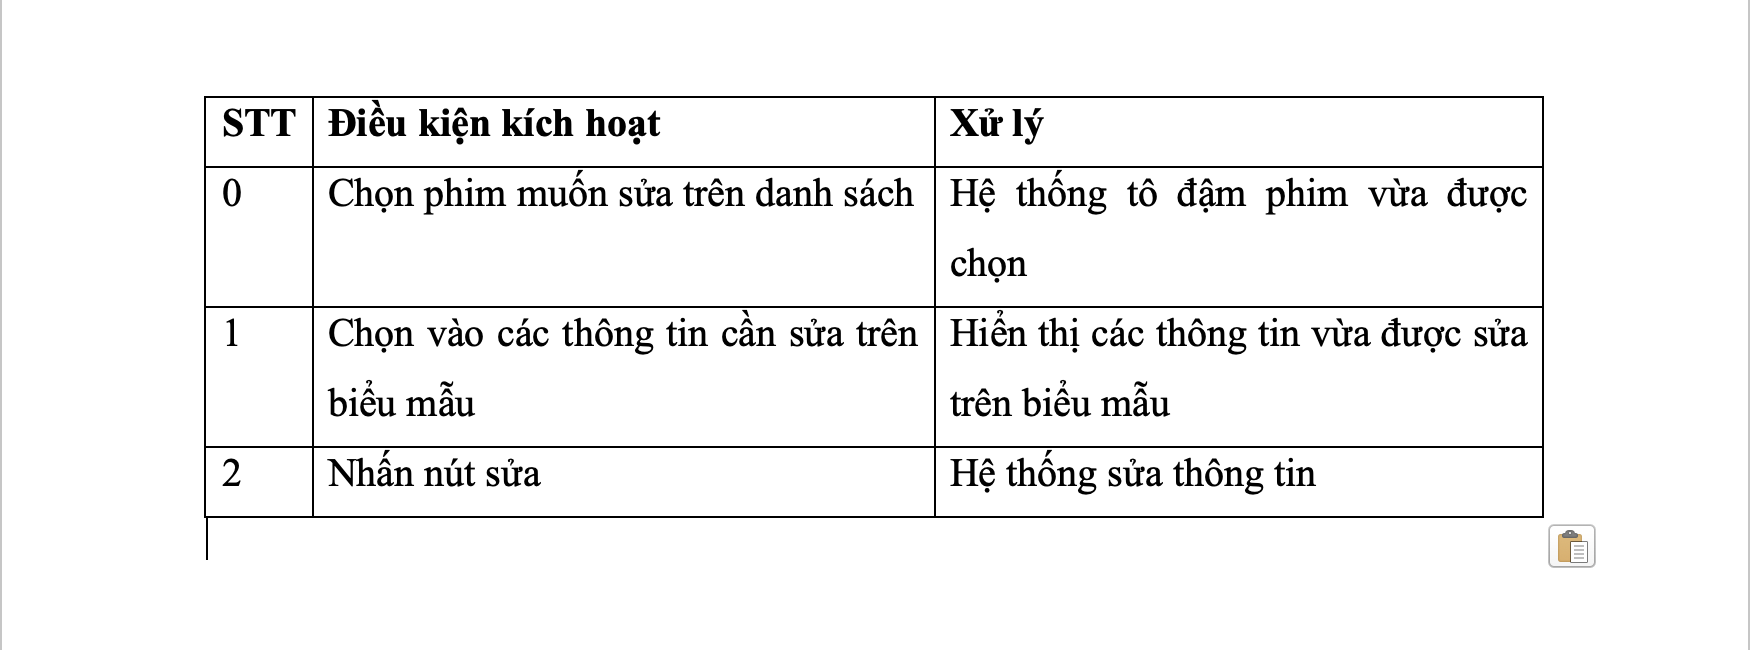 STT Điều kiện kích hoạt Xử lý
0 Chọn phim muốn sửa trên danh sách Hệ thống tô đậm phim vừa được
chọn
1 Chọn vào các thông tin cần sửa trên Hiển thị các thông tin vừa được sửa
biểu mẫu trên biểu mẫu
2 Nhấn nút sửa Hệ thống sửa thông tin